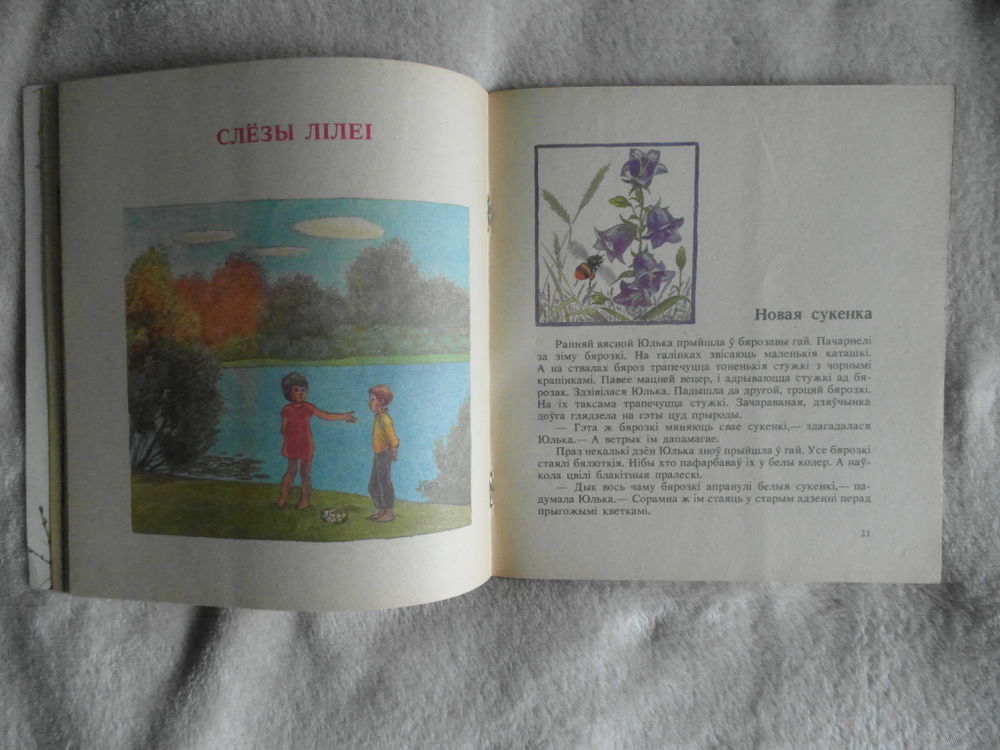 СЛЁЗЫ ЛІЛЕІ
Новая сукенка
Ранняй вясной Юлька прыйшла ў бярозавы гай. Пачарнелі
за зіму бярозкі. На галінках звісаюць маленькія каташкі.
А на ствалах бяроз трапечуцца тоненькія стужкі з чорнымі
крапінкамі. Павее мацней вецер, і адрываюцца стужкі ад бя-
розак. Здзівілася Юлька. Падышла да другой, трэцяй бярозкі.
На іх таксама трапечуцца стужкі. Зачараваная, дзяўчынка
доўга глядзела на гэты цуд прыроды.
— Гэта ж бярозкі мяняюць свае сукенкі,— здагадалася
Юлька.— А ветрык ім дапамагае.
Праз некалькі дзён Юлька зноў прыйшла ў гай. Усе бярозкі
стаялі бялюткія. Нібы хто пафарбаваў іх у белы колер. А наў-
кола цвілі блакітныя пралескі.
— Дык вось чаму бярозкі апранулі белыя сукенкі,— па-
думала Юлька.— Сорамна ж ім стаяць у старым адзенні перад
прыгожымі кветкамі.
21